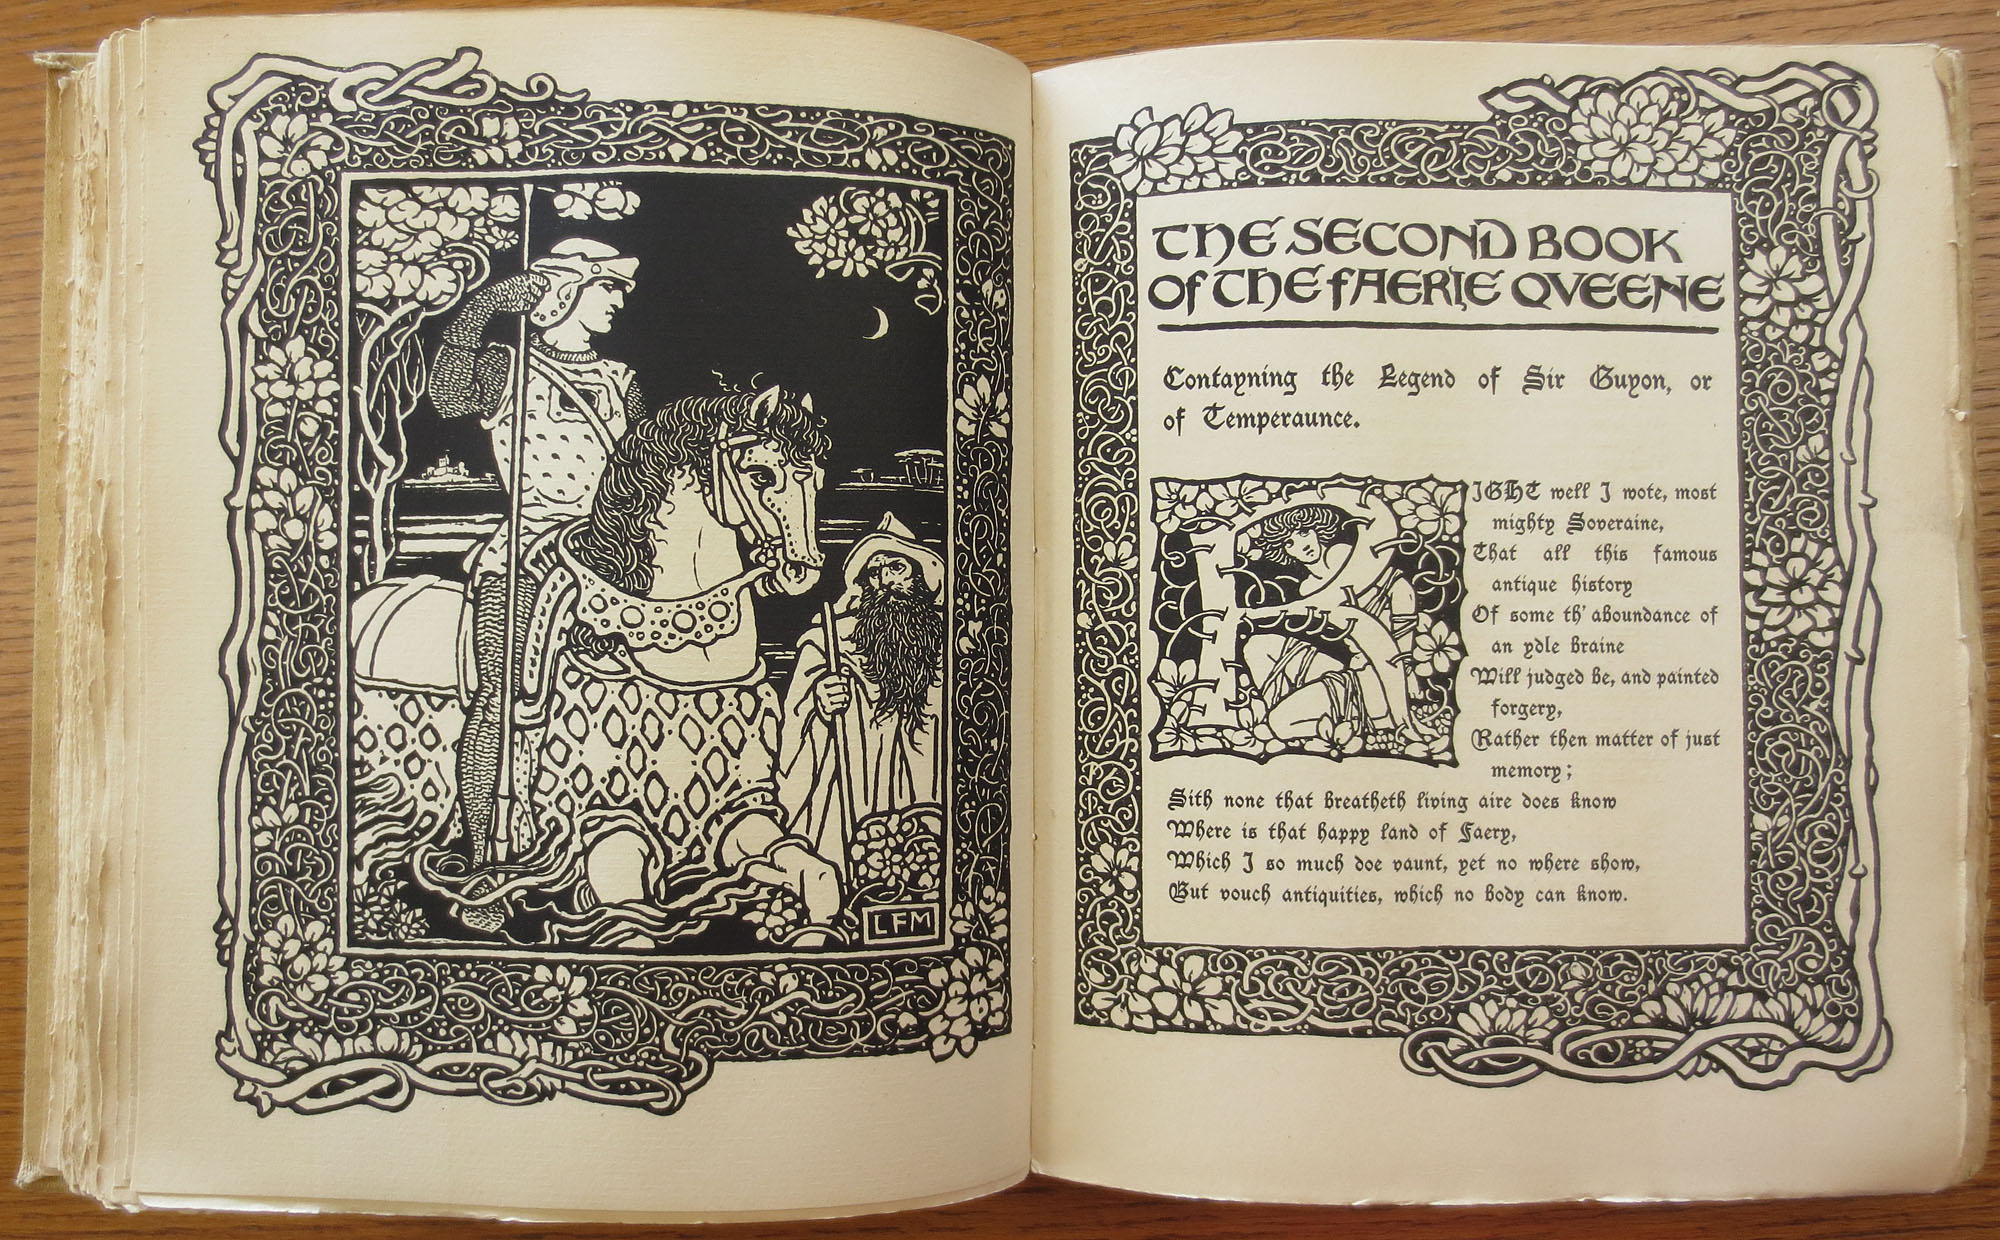 LFM
THE SECOND BOOK
OF THE FAERIE QVEENE
Contayning the Legend of Sir Guyon, or
of Temperaunce.
RIGHT well I wote, most
mighty Soveraine,
That all this famous
antique history
Of some th' aboundance of
an ydle braine
Will judged be, and painted
forgery,
Rather then matter of just
memory;
Sith none that breatheth living aire does know
Where is that happy land of Faery,
Which I so much doe vaunt, yet no where show,
But vouch antiquities, which no body can know.